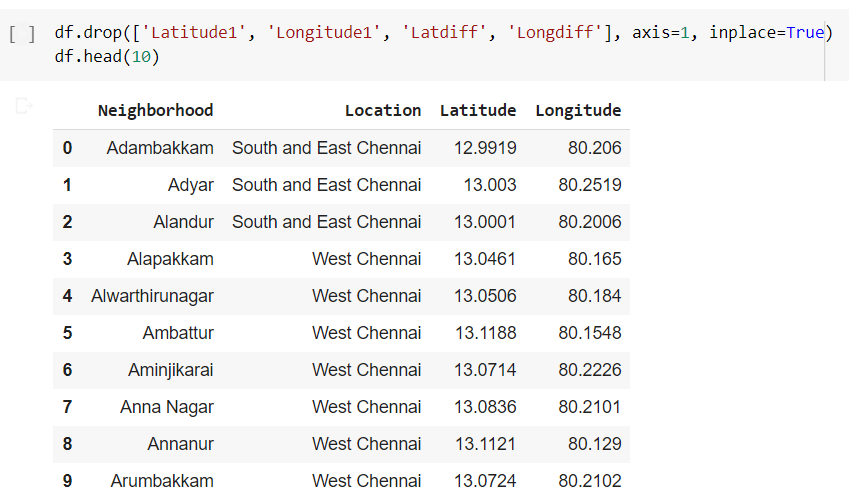 [ ] df.drop(['Latitude1', 'Longitude1', 'Latdiff', 'Longdiff'], axis=1, inplace=True)
df.head(10)
Neighborhood Location Latitude Longitude
0 Adambakkam South and East Chennai 12.9919 80.206
1 Adyar South and East Chennai 13.003 80.2519
2 Alandur South and East Chennai 13.0001 80.2006
3 Alapakkam West Chennai 13.0461 80.165
4 Alwarthirunagar West Chennai 13.0506 80.184
5 Ambattur West Chennai 13.1188 80.1548
6 Aminjikarai West Chennai 13.0714 80.2226
7 Anna Nagar West Chennai 13.0836 80.2101
8 Annanur West Chennai 13.1121 80.129
9 Arumbakkam West Chennai 13.0724 80.2102